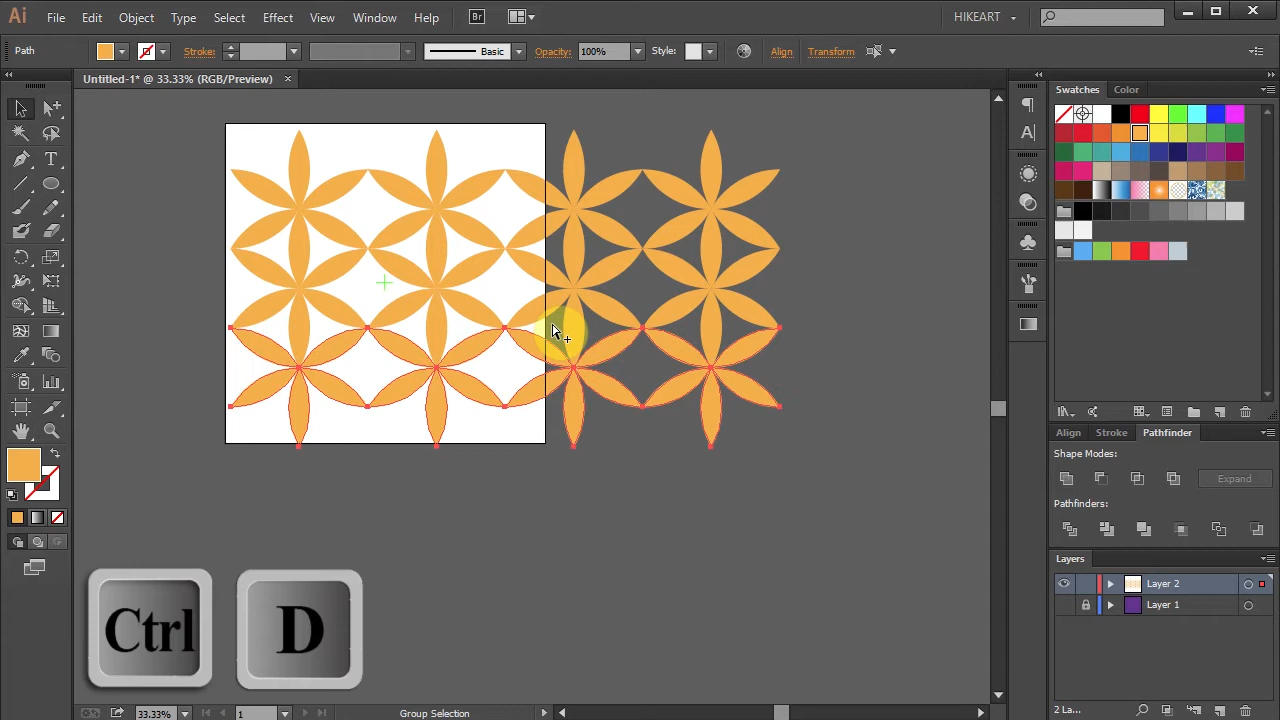 Ai File Edit Object Type Select Effect View Window Help Br HIKEART
Path Stroke: Basic Opacity: 100% Style: Align Transform
Untitled-1* @ 33.33% (RGB/Preview) ×
Swatches Color
T
A
Align Stroke Pathfinder
Shape Modes:
Expand
Pathfinders:
Layers
Layer 2
Layer 1
2 La...
Ctrl D
33.33% 1 Group Selection